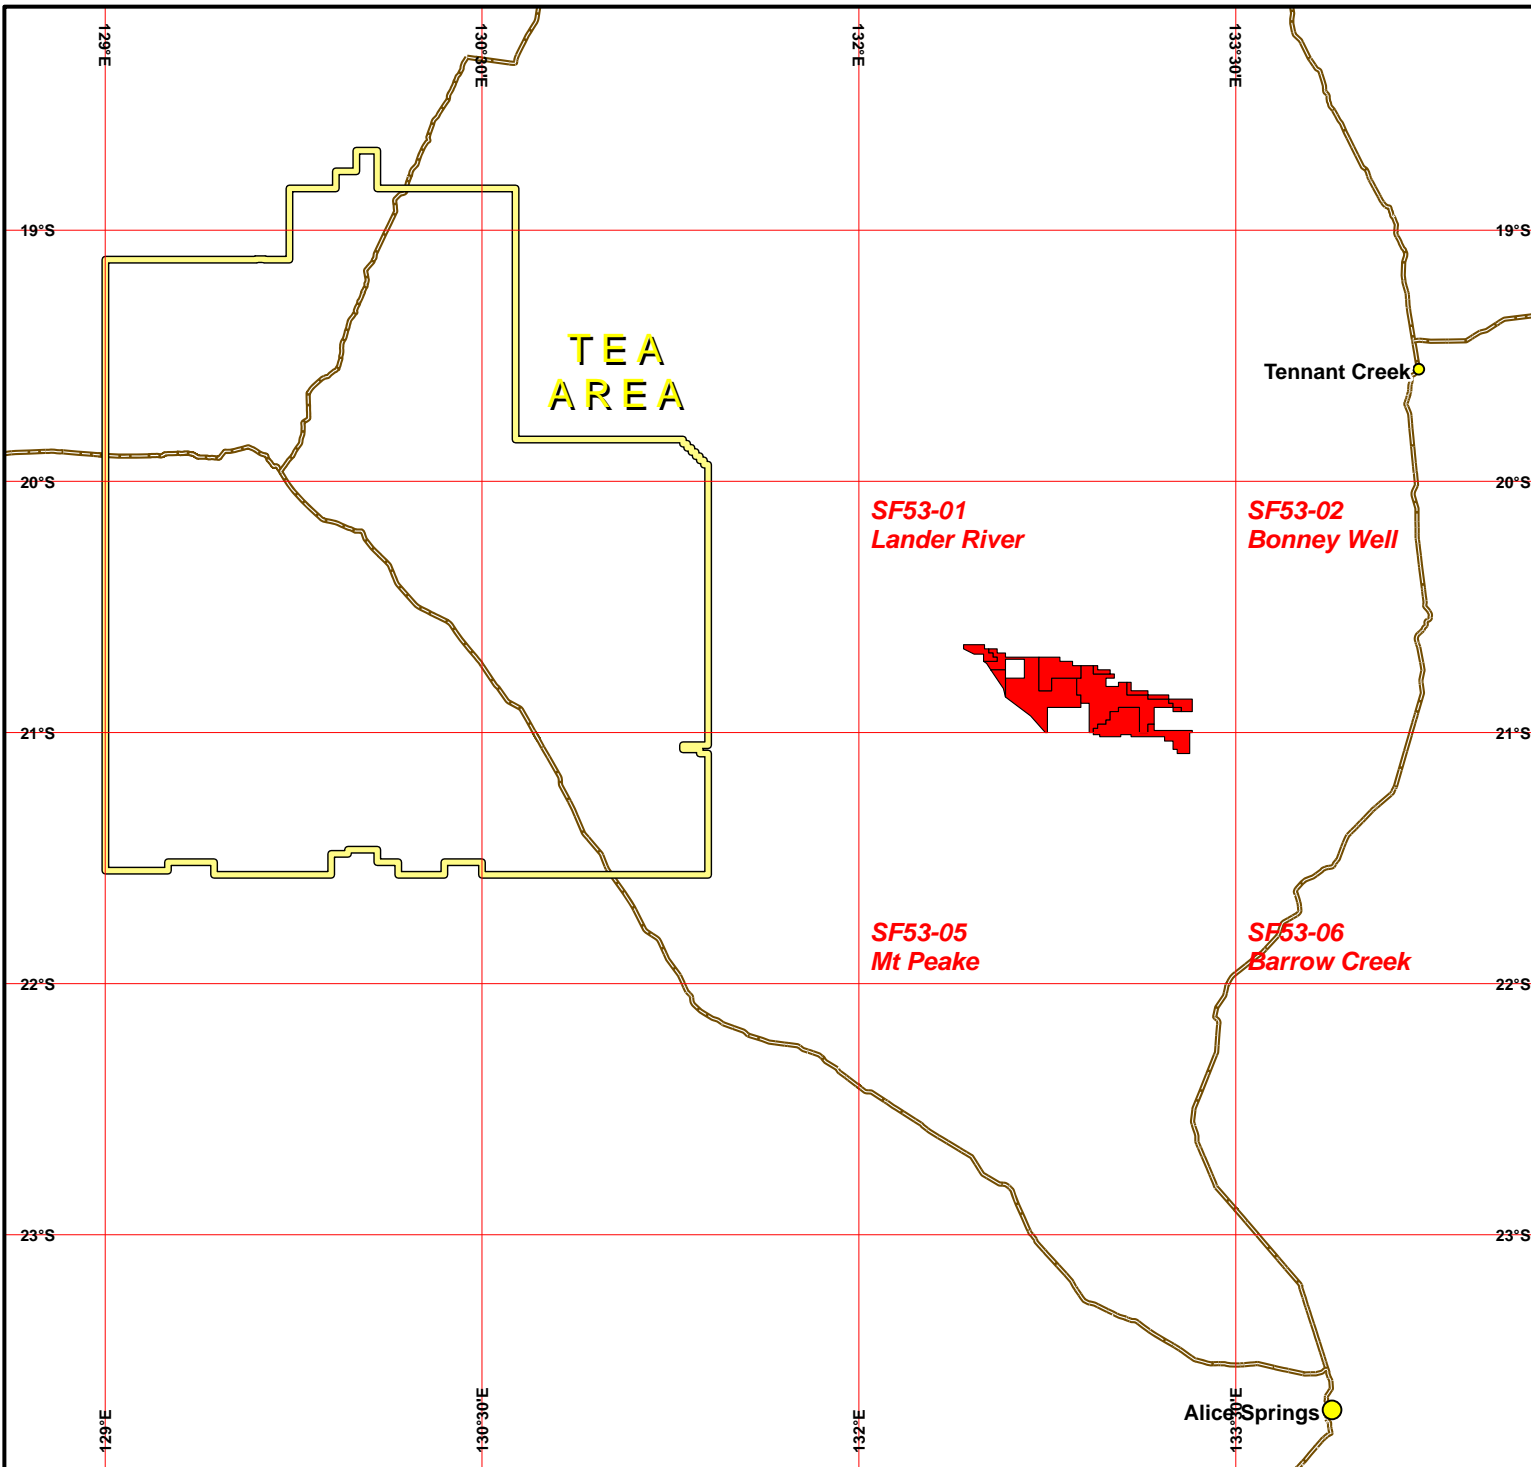 129°E
130°30'E
132°E
133°30'E
19°S
19°S
TEA
AREA
Tennant Creek
20°S
20°S
SF53-01
Lander River
SF53-02
Bonney Well
21°S
21°S
SF53-05
Mt Peake
SF53-06
Barrow Creek
22°S
22°S
23°S
23°S
Alice Springs
129°E
130°30'E
132°E
133°30'E